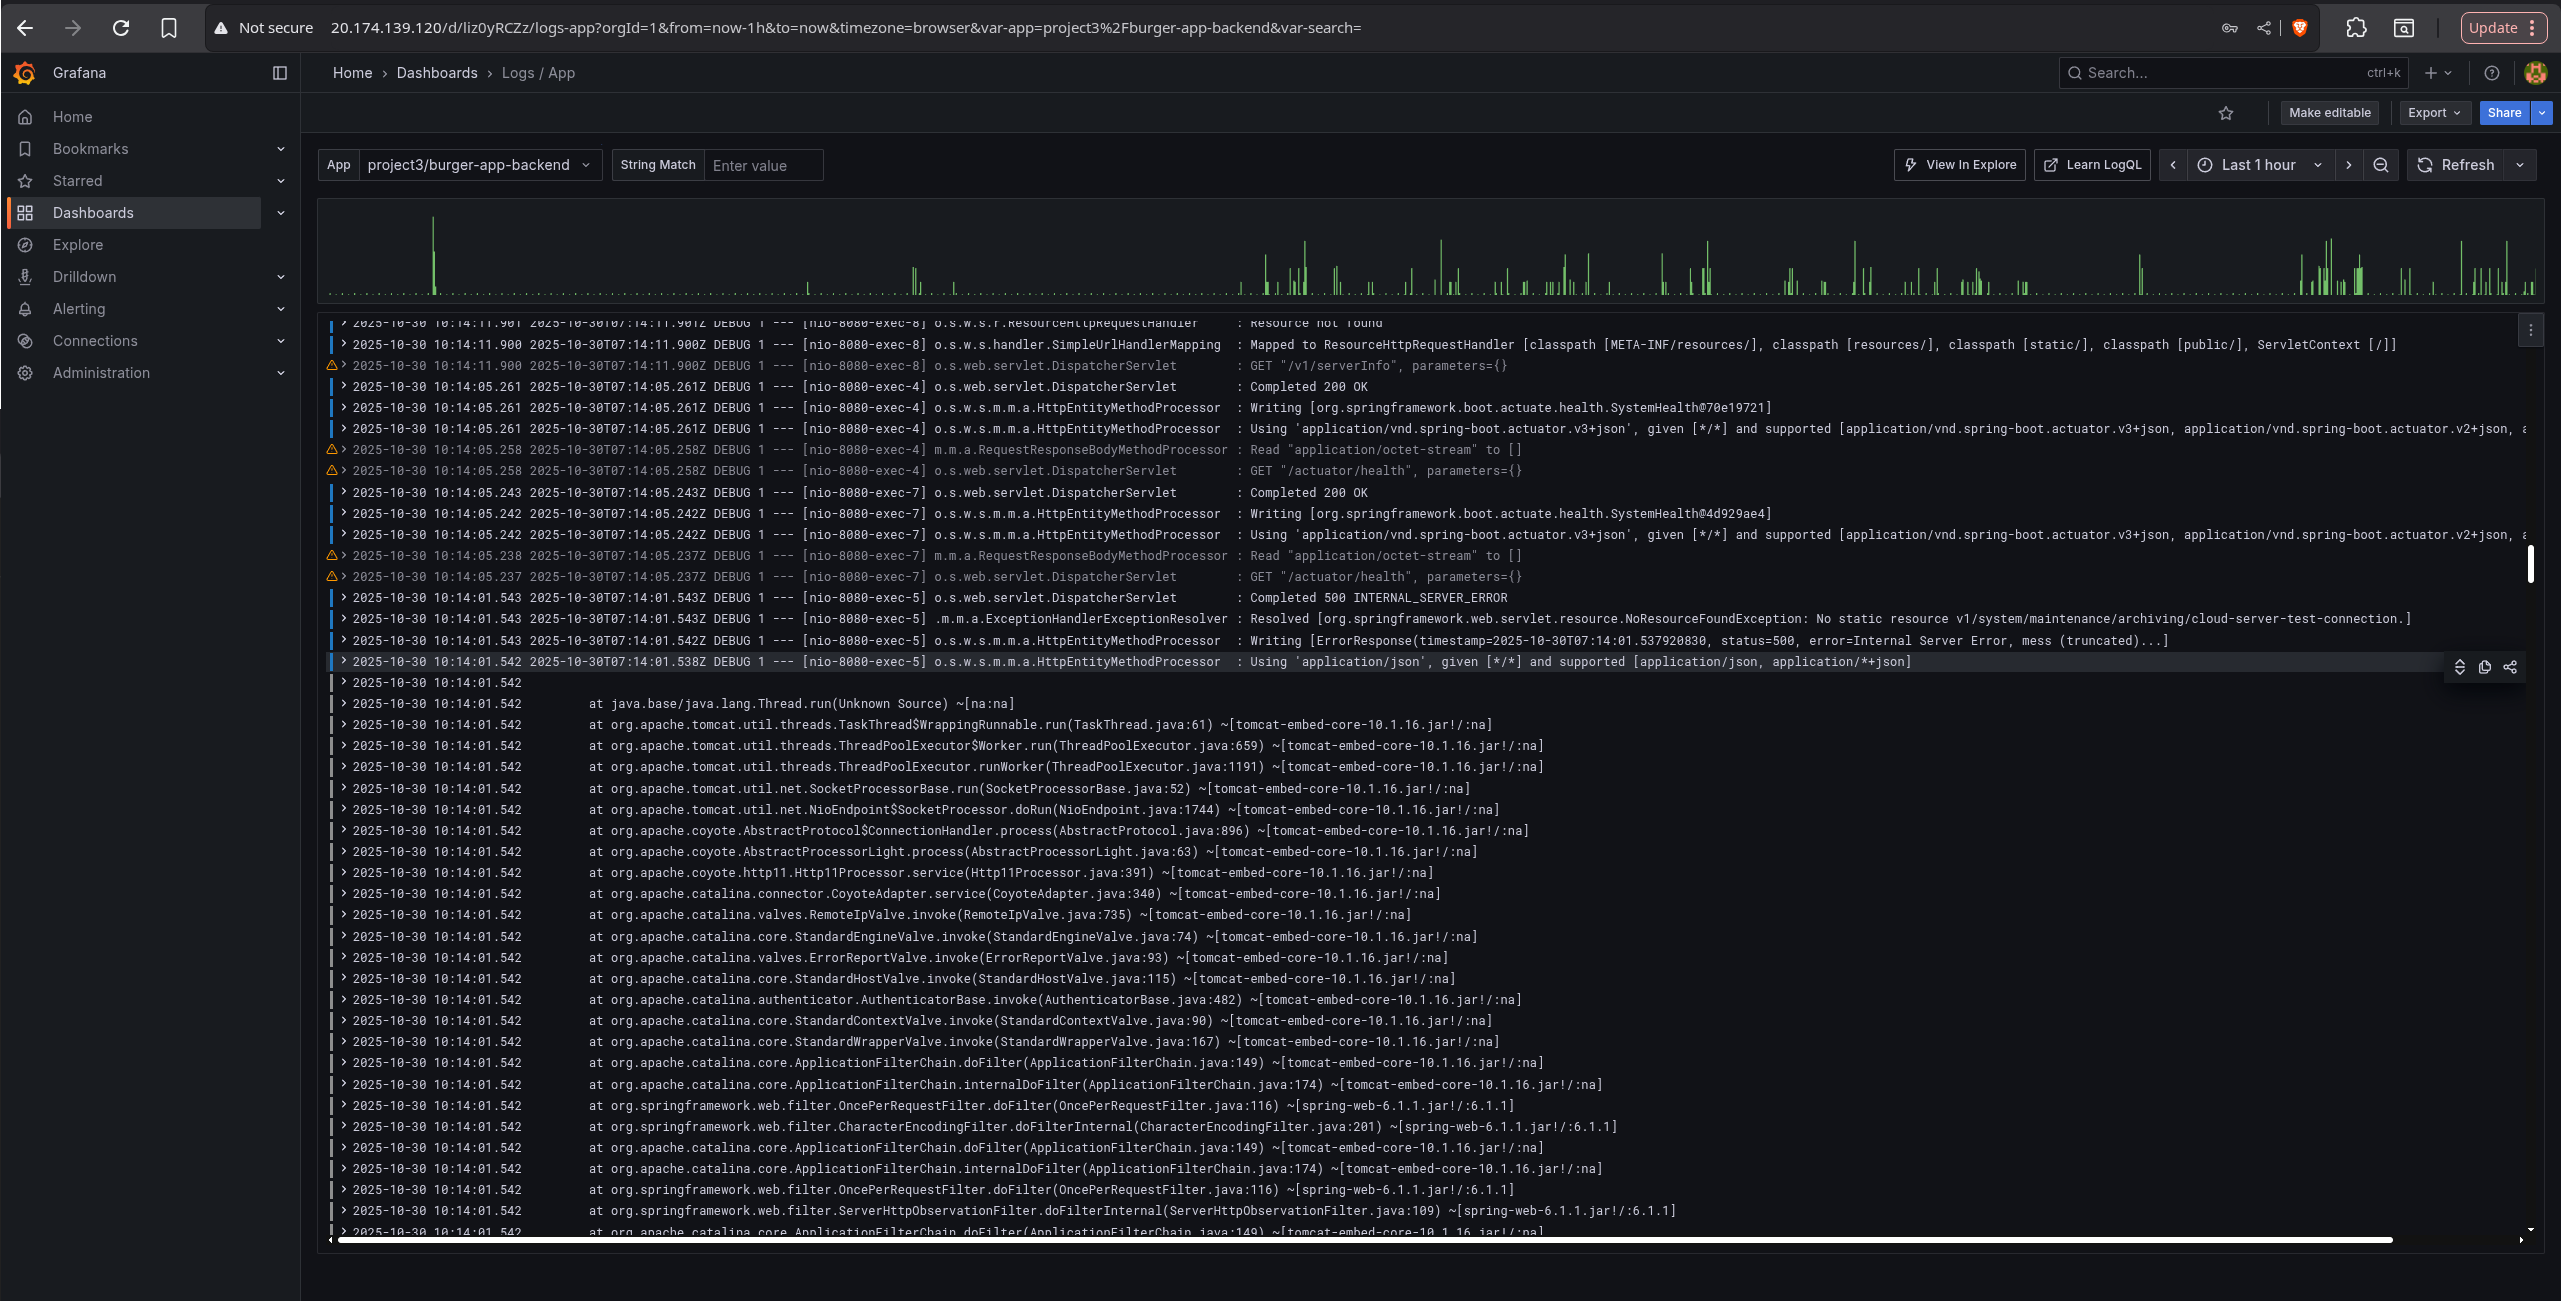 Not secure 20.174.139.120/d/liz0yRCZz/logs-app?orgId=1&from=now-1h&to=now&timezone=browser&var-app=project3%2Fburger-app-backend&var-search= Update
Grafana Home › Dashboards › Logs / App Search... ctrl+k
Home
Bookmarks
Starred
Dashboards
Explore
Drilldown
Alerting
Connections
Administration
Make editable Export Share
App project3/burger-app-backend String Match Enter value View In Explore Learn LogQL Last 1 hour Refresh
2025-10-30 10:14:11.901 2025-10-30T07:14:11.901Z DEBUG 1 --- [nio-8080-exec-8] o.s.w.s.r.ResourceHttpRequestHandler : Resource not found
2025-10-30 10:14:11.900 2025-10-30T07:14:11.900Z DEBUG 1 --- [nio-8080-exec-8] o.s.w.s.handler.SimpleUrlHandlerMapping : Mapped to ResourceHttpRequestHandler [classpath [META-INF/resources/], classpath [resources/], classpath [static/], classpath [public/], ServletContext [/]]
2025-10-30 10:14:11.900 2025-10-30T07:14:11.900Z DEBUG 1 --- [nio-8080-exec-8] o.s.web.servlet.DispatcherServlet : GET "/v1/serverInfo", parameters={}
2025-10-30 10:14:05.261 2025-10-30T07:14:05.261Z DEBUG 1 --- [nio-8080-exec-4] o.s.web.servlet.DispatcherServlet : Completed 200 OK
2025-10-30 10:14:05.261 2025-10-30T07:14:05.261Z DEBUG 1 --- [nio-8080-exec-4] o.s.w.s.m.m.a.HttpEntityMethodProcessor : Writing [org.springframework.boot.actuate.health.SystemHealth@70e19721]
2025-10-30 10:14:05.261 2025-10-30T07:14:05.261Z DEBUG 1 --- [nio-8080-exec-4] o.s.w.s.m.m.a.HttpEntityMethodProcessor : Using 'application/vnd.spring-boot.actuator.v3+json', given [*/*] and supported [application/vnd.spring-boot.actuator.v3+json, application/vnd.spring-boot.actuator.v2+json, a
2025-10-30 10:14:05.258 2025-10-30T07:14:05.258Z DEBUG 1 --- [nio-8080-exec-4] m.m.a.RequestResponseBodyMethodProcessor : Read "application/octet-stream" to []
2025-10-30 10:14:05.258 2025-10-30T07:14:05.258Z DEBUG 1 --- [nio-8080-exec-4] o.s.web.servlet.DispatcherServlet : GET "/actuator/health", parameters={}
2025-10-30 10:14:05.243 2025-10-30T07:14:05.243Z DEBUG 1 --- [nio-8080-exec-7] o.s.web.servlet.DispatcherServlet : Completed 200 OK
2025-10-30 10:14:05.242 2025-10-30T07:14:05.242Z DEBUG 1 --- [nio-8080-exec-7] o.s.w.s.m.m.a.HttpEntityMethodProcessor : Writing [org.springframework.boot.actuate.health.SystemHealth@4d929ae4]
2025-10-30 10:14:05.242 2025-10-30T07:14:05.242Z DEBUG 1 --- [nio-8080-exec-7] o.s.w.s.m.m.a.HttpEntityMethodProcessor : Using 'application/vnd.spring-boot.actuator.v3+json', given [*/*] and supported [application/vnd.spring-boot.actuator.v3+json, application/vnd.spring-boot.actuator.v2+json, a
2025-10-30 10:14:05.238 2025-10-30T07:14:05.237Z DEBUG 1 --- [nio-8080-exec-7] m.m.a.RequestResponseBodyMethodProcessor : Read "application/octet-stream" to []
2025-10-30 10:14:05.237 2025-10-30T07:14:05.237Z DEBUG 1 --- [nio-8080-exec-7] o.s.web.servlet.DispatcherServlet : GET "/actuator/health", parameters={}
2025-10-30 10:14:01.543 2025-10-30T07:14:01.543Z DEBUG 1 --- [nio-8080-exec-5] o.s.web.servlet.DispatcherServlet : Completed 500 INTERNAL_SERVER_ERROR
2025-10-30 10:14:01.543 2025-10-30T07:14:01.543Z DEBUG 1 --- [nio-8080-exec-5] .m.m.a.ExceptionHandlerExceptionResolver : Resolved [org.springframework.web.servlet.resource.NoResourceFoundException: No static resource v1/system/maintenance/archiving/cloud-server-test-connection.]
2025-10-30 10:14:01.543 2025-10-30T07:14:01.542Z DEBUG 1 --- [nio-8080-exec-5] o.s.w.s.m.m.a.HttpEntityMethodProcessor : Writing [ErrorResponse(timestamp=2025-10-30T07:14:01.537920830, status=500, error=Internal Server Error, mess (truncated)...]
2025-10-30 10:14:01.542 2025-10-30T07:14:01.538Z DEBUG 1 --- [nio-8080-exec-5] o.s.w.s.m.m.a.HttpEntityMethodProcessor : Using 'application/json', given [*/*] and supported [application/json, application/*+json]
2025-10-30 10:14:01.542
2025-10-30 10:14:01.542 at java.base/java.lang.Thread.run(Unknown Source) ~[na:na]
2025-10-30 10:14:01.542 at org.apache.tomcat.util.threads.TaskThread$WrappingRunnable.run(TaskThread.java:61) ~[tomcat-embed-core-10.1.16.jar!/:na]
2025-10-30 10:14:01.542 at org.apache.tomcat.util.threads.ThreadPoolExecutor$Worker.run(ThreadPoolExecutor.java:659) ~[tomcat-embed-core-10.1.16.jar!/:na]
2025-10-30 10:14:01.542 at org.apache.tomcat.util.threads.ThreadPoolExecutor.runWorker(ThreadPoolExecutor.java:1191) ~[tomcat-embed-core-10.1.16.jar!/:na]
2025-10-30 10:14:01.542 at org.apache.tomcat.util.net.SocketProcessorBase.run(SocketProcessorBase.java:52) ~[tomcat-embed-core-10.1.16.jar!/:na]
2025-10-30 10:14:01.542 at org.apache.tomcat.util.net.NioEndpoint$SocketProcessor.doRun(NioEndpoint.java:1744) ~[tomcat-embed-core-10.1.16.jar!/:na]
2025-10-30 10:14:01.542 at org.apache.coyote.AbstractProtocol$ConnectionHandler.process(AbstractProtocol.java:896) ~[tomcat-embed-core-10.1.16.jar!/:na]
2025-10-30 10:14:01.542 at org.apache.coyote.AbstractProcessorLight.process(AbstractProcessorLight.java:63) ~[tomcat-embed-core-10.1.16.jar!/:na]
2025-10-30 10:14:01.542 at org.apache.coyote.http11.Http11Processor.service(Http11Processor.java:391) ~[tomcat-embed-core-10.1.16.jar!/:na]
2025-10-30 10:14:01.542 at org.apache.catalina.connector.CoyoteAdapter.service(CoyoteAdapter.java:340) ~[tomcat-embed-core-10.1.16.jar!/:na]
2025-10-30 10:14:01.542 at org.apache.catalina.valves.RemoteIpValve.invoke(RemoteIpValve.java:735) ~[tomcat-embed-core-10.1.16.jar!/:na]
2025-10-30 10:14:01.542 at org.apache.catalina.core.StandardEngineValve.invoke(StandardEngineValve.java:74) ~[tomcat-embed-core-10.1.16.jar!/:na]
2025-10-30 10:14:01.542 at org.apache.catalina.valves.ErrorReportValve.invoke(ErrorReportValve.java:93) ~[tomcat-embed-core-10.1.16.jar!/:na]
2025-10-30 10:14:01.542 at org.apache.catalina.core.StandardHostValve.invoke(StandardHostValve.java:115) ~[tomcat-embed-core-10.1.16.jar!/:na]
2025-10-30 10:14:01.542 at org.apache.catalina.authenticator.AuthenticatorBase.invoke(AuthenticatorBase.java:482) ~[tomcat-embed-core-10.1.16.jar!/:na]
2025-10-30 10:14:01.542 at org.apache.catalina.core.StandardContextValve.invoke(StandardContextValve.java:90) ~[tomcat-embed-core-10.1.16.jar!/:na]
2025-10-30 10:14:01.542 at org.apache.catalina.core.StandardWrapperValve.invoke(StandardWrapperValve.java:167) ~[tomcat-embed-core-10.1.16.jar!/:na]
2025-10-30 10:14:01.542 at org.apache.catalina.core.ApplicationFilterChain.doFilter(ApplicationFilterChain.java:149) ~[tomcat-embed-core-10.1.16.jar!/:na]
2025-10-30 10:14:01.542 at org.apache.catalina.core.ApplicationFilterChain.internalDoFilter(ApplicationFilterChain.java:174) ~[tomcat-embed-core-10.1.16.jar!/:na]
2025-10-30 10:14:01.542 at org.springframework.web.filter.OncePerRequestFilter.doFilter(OncePerRequestFilter.java:116) ~[spring-web-6.1.1.jar!/:6.1.1]
2025-10-30 10:14:01.542 at org.springframework.web.filter.CharacterEncodingFilter.doFilterInternal(CharacterEncodingFilter.java:201) ~[spring-web-6.1.1.jar!/:6.1.1]
2025-10-30 10:14:01.542 at org.apache.catalina.core.ApplicationFilterChain.doFilter(ApplicationFilterChain.java:149) ~[tomcat-embed-core-10.1.16.jar!/:na]
2025-10-30 10:14:01.542 at org.apache.catalina.core.ApplicationFilterChain.internalDoFilter(ApplicationFilterChain.java:174) ~[tomcat-embed-core-10.1.16.jar!/:na]
2025-10-30 10:14:01.542 at org.springframework.web.filter.OncePerRequestFilter.doFilter(OncePerRequestFilter.java:116) ~[spring-web-6.1.1.jar!/:6.1.1]
2025-10-30 10:14:01.542 at org.springframework.web.filter.ServerHttpObservationFilter.doFilterInternal(ServerHttpObservationFilter.java:109) ~[spring-web-6.1.1.jar!/:6.1.1]
2025-10-30 10:14:01.542 at org.apache.catalina.core.ApplicationFilterChain.doFilter(ApplicationFilterChain.java:149) ~[tomcat-embed-core-10.1.16.jar!/:na]